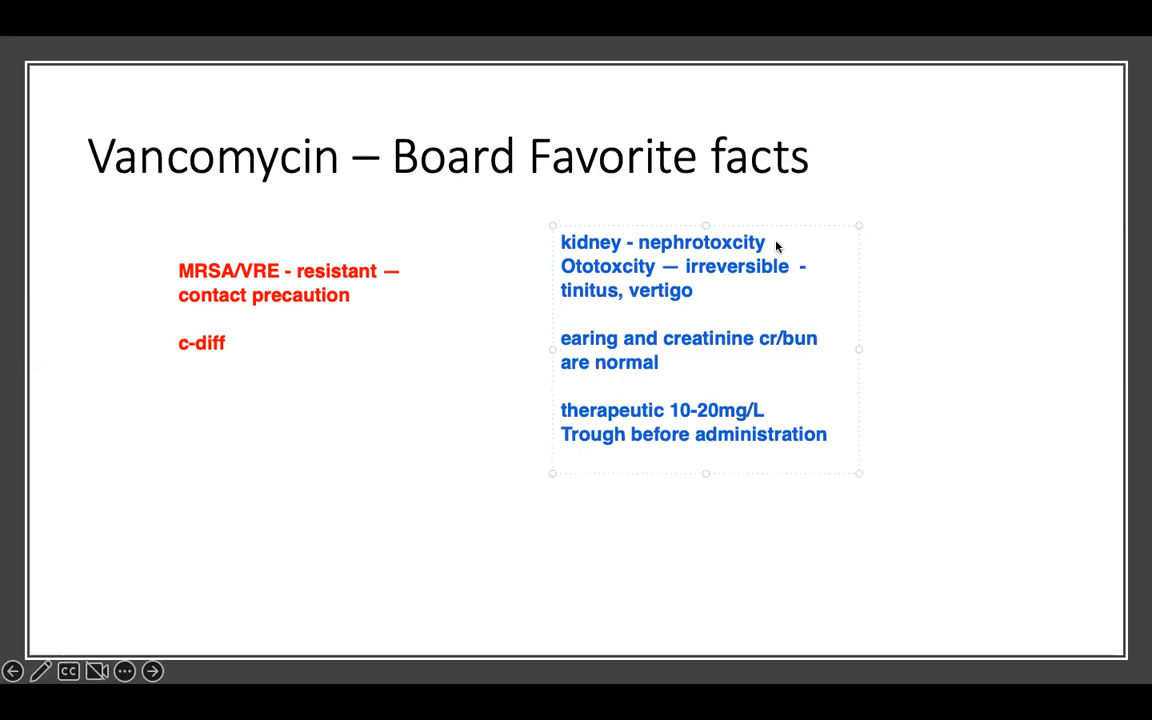 Vancomycin – Board Favorite facts
MRSA/VRE - resistant —
contact precaution
c-diff
kidney - nephrotoxcity
Ototoxcity — irreversible -
tinitus, vertigo
earing and creatinine cr/bun
are normal
therapeutic 10-20mg/L
Trough before administration
CC